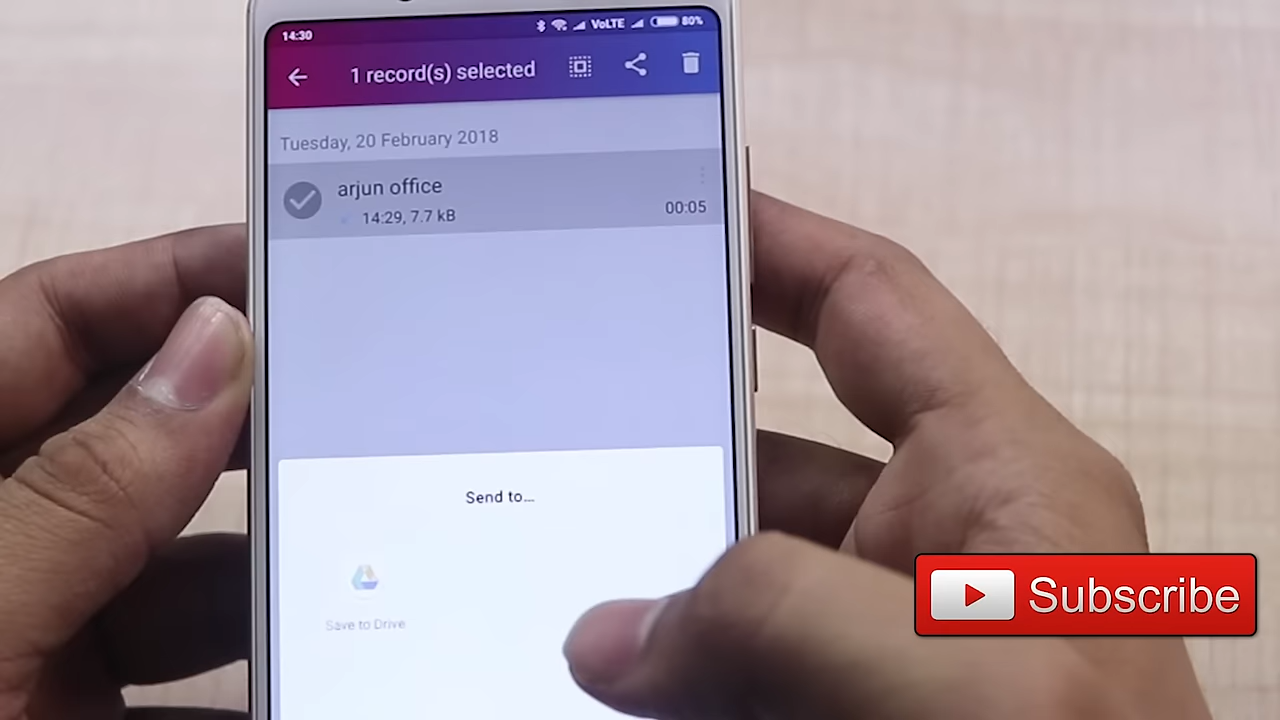 14:30 VoLTE 80%
1 record(s) selected
Tuesday, 20 February 2018
arjun office
14:29, 7.7 kB 00:05
Send to...
Save to Drive
Subscribe